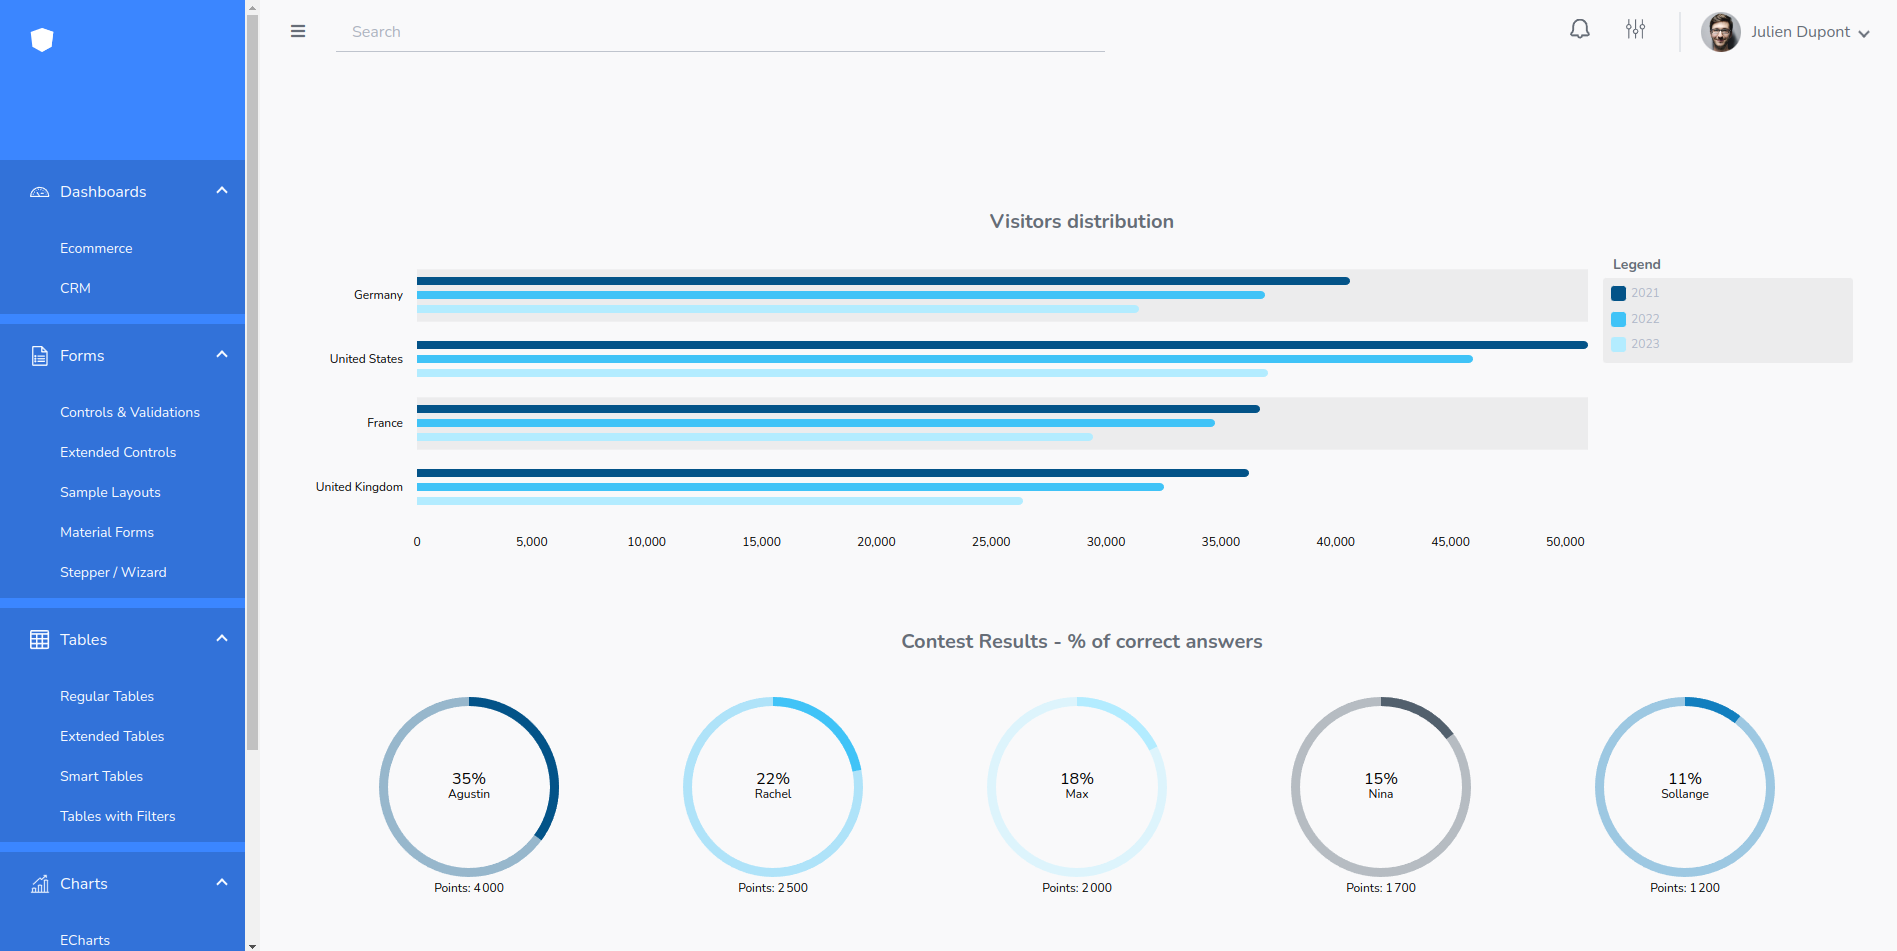 Search
Julien Dupont
Dashboards
Ecommerce
CRM
Forms
Controls & Validations
Extended Controls
Sample Layouts
Material Forms
Stepper / Wizard
Tables
Regular Tables
Extended Tables
Smart Tables
Tables with Filters
Charts
ECharts
Visitors distribution
Germany
United States
France
United Kingdom
0 5,000 10,000 15,000 20,000 25,000 30,000 35,000 40,000 45,000 50,000
Legend
2021
2022
2023
Contest Results - % of correct answers
35%
Agustin
Points: 4 000
22%
Rachel
Points: 2 500
18%
Max
Points: 2 000
15%
Nina
Points: 1 700
11%
Sollange
Points: 1 200